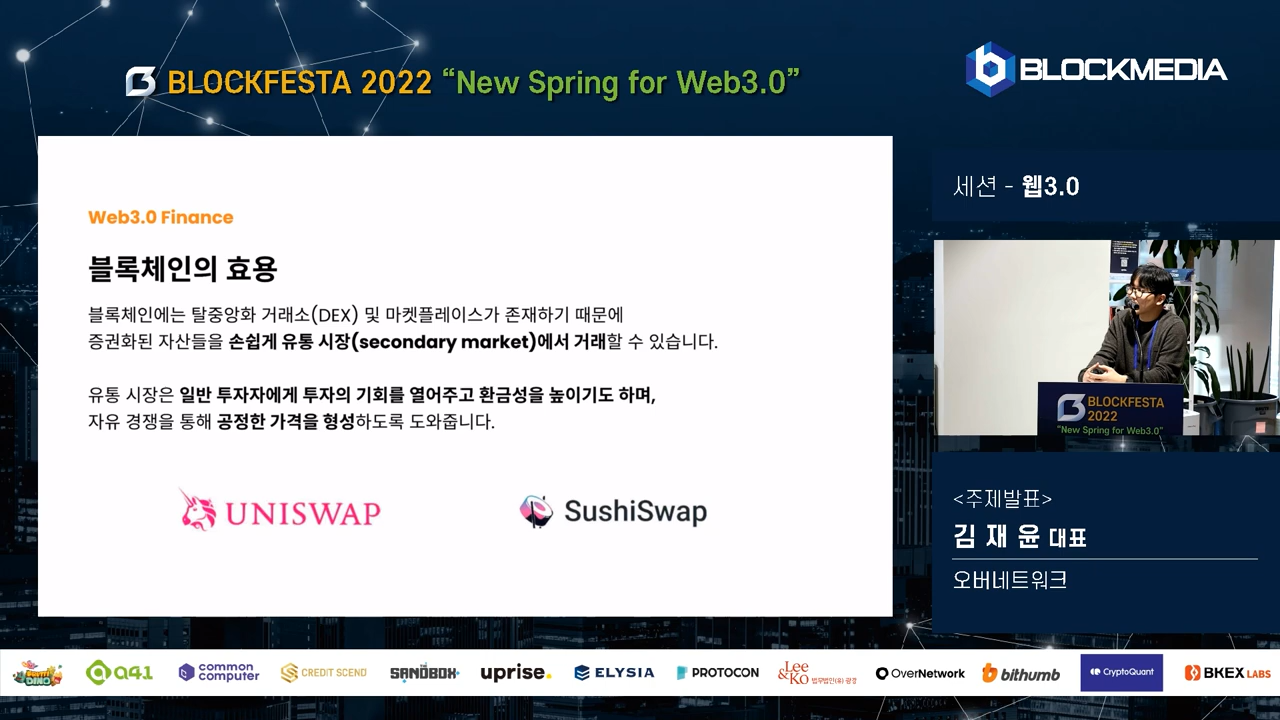 BLOCKFESTA 2022 “New Spring for Web3.0”
BLOCKMEDIA
Web3.0 Finance
블록체인의 효용
블록체인에는 탈중앙화 거래소(DEX) 및 마켓플레이스가 존재하기 때문에
증권화된 자산들을 손쉽게 유통 시장(secondary market)에서 거래할 수 있습니다.
유통 시장은 일반 투자자에게 투자의 기회를 열어주고 환금성을 높이기도 하며,
자유 경쟁을 통해 공정한 가격을 형성하도록 도와줍니다.
UNISWAP
SushiSwap
세션 - 웹3.0
BLOCKFESTA
2022
“New Spring for Web3.0”
<주제발표>
김 재 윤 대표
오버네트워크
a41
common computer
CREDIT SCEND
THE SANDBOX
uprise.
ELYSIA
PROTOCON
Lee &Ko 법무법인(유) 광장
OverNetwork
bithumb
CryptoQuant
BKEX LABS